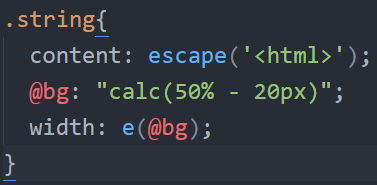 .string{
  content: escape('<html>');
  @bg: "calc(50% - 20px)";
  width: e(@bg);
}